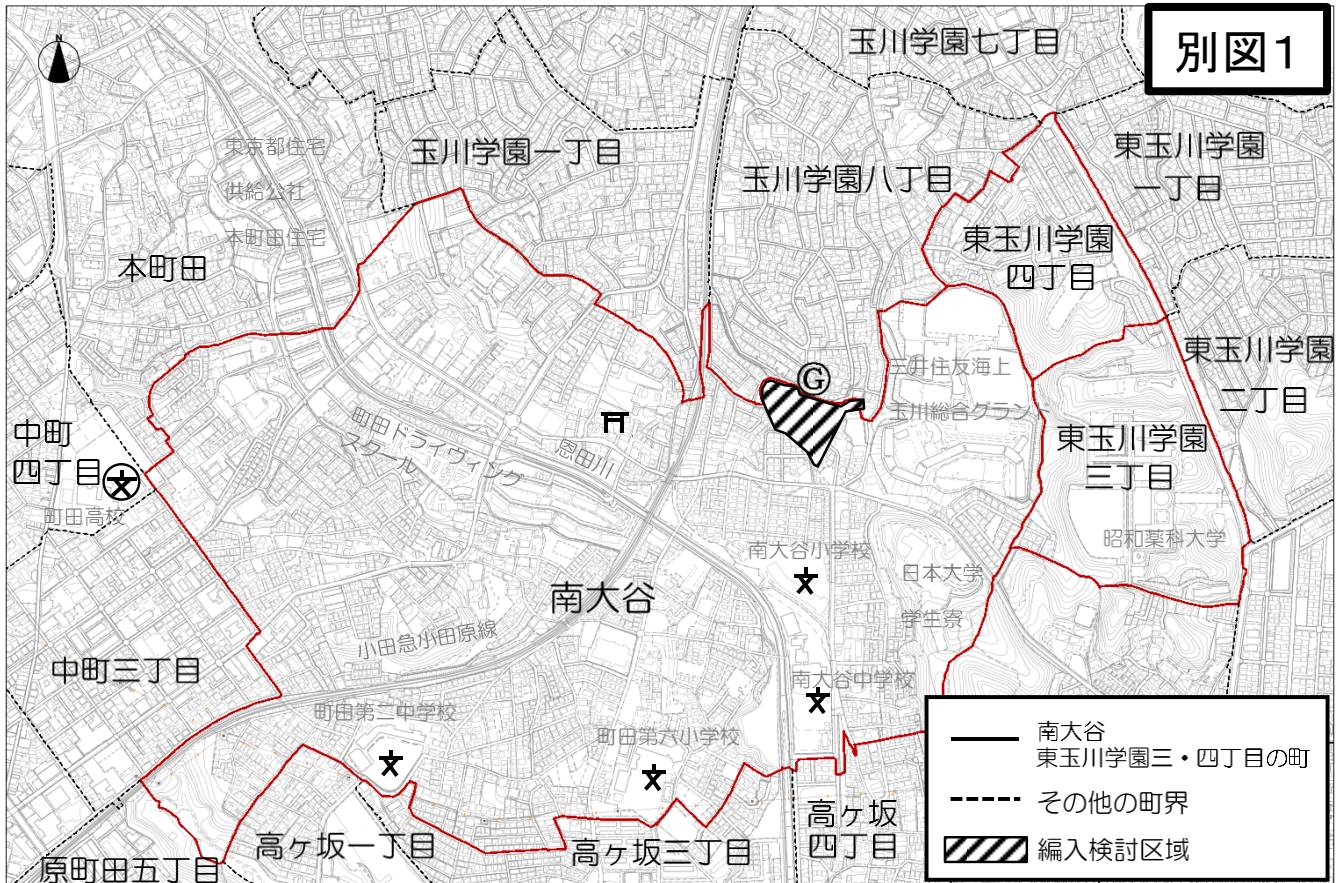 別図1
N
玉川学園七丁目
東玉川学園
一丁目
東京都住宅
供給公社
本町田住宅
玉川学園一丁目
玉川学園八丁目
東玉川学園
四丁目
本町田
東玉川学園
二丁目
G
三井住友海上
玉川総合グランド
中町
四丁目
町田高校
町田ドライヴィング
スクール
恩田川
東玉川学園
三丁目
昭和薬科大学
南大谷小学校
日本大学
学生寮
南大谷
小田急小田原線
中町三丁目
南大谷中学校
町田第二中学校
町田第六小学校
高ヶ坂
四丁目
高ヶ坂一丁目
高ヶ坂三丁目
原町田五丁目
南大谷
東玉川学園三・四丁目の町
その他の町界
編入検討区域